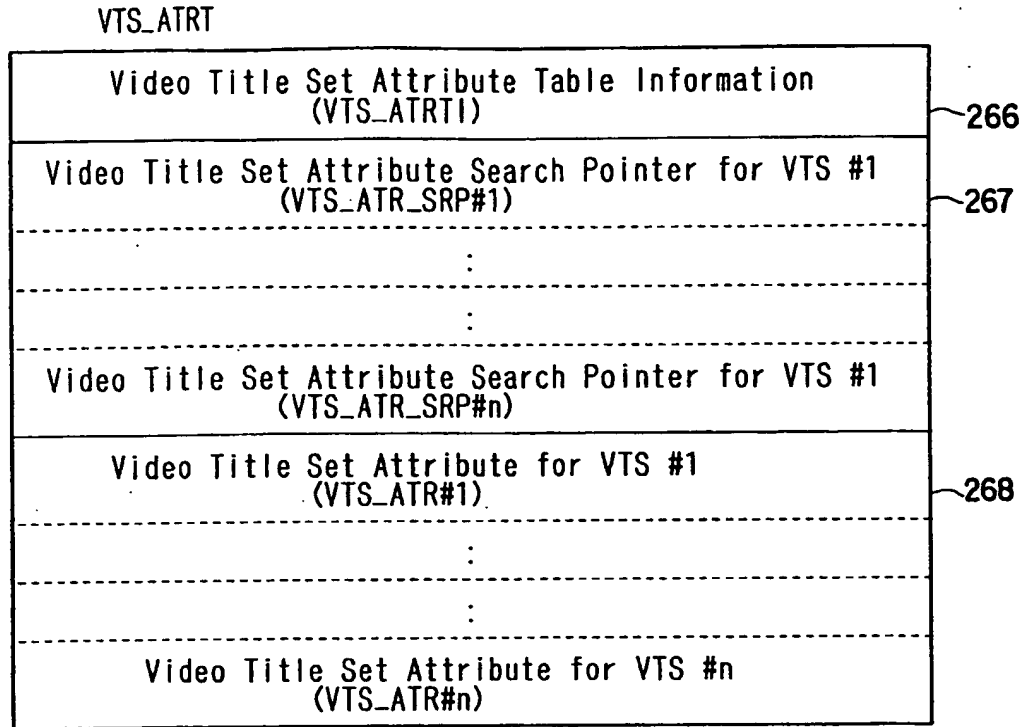 VTS_ATRT
Video Title Set Attribute Table Information
(VTS_ATRTI)
266
Video Title Set Attribute Search Pointer for VTS #1
(VTS_ATR_SRP#1)
267
:
:
Video Title Set Attribute Search Pointer for VTS #1
(VTS_ATR_SRP#n)
Video Title Set Attribute for VTS #1
(VTS_ATR#1)
268
:
:
Video Title Set Attribute for VTS #n
(VTS_ATR#n)